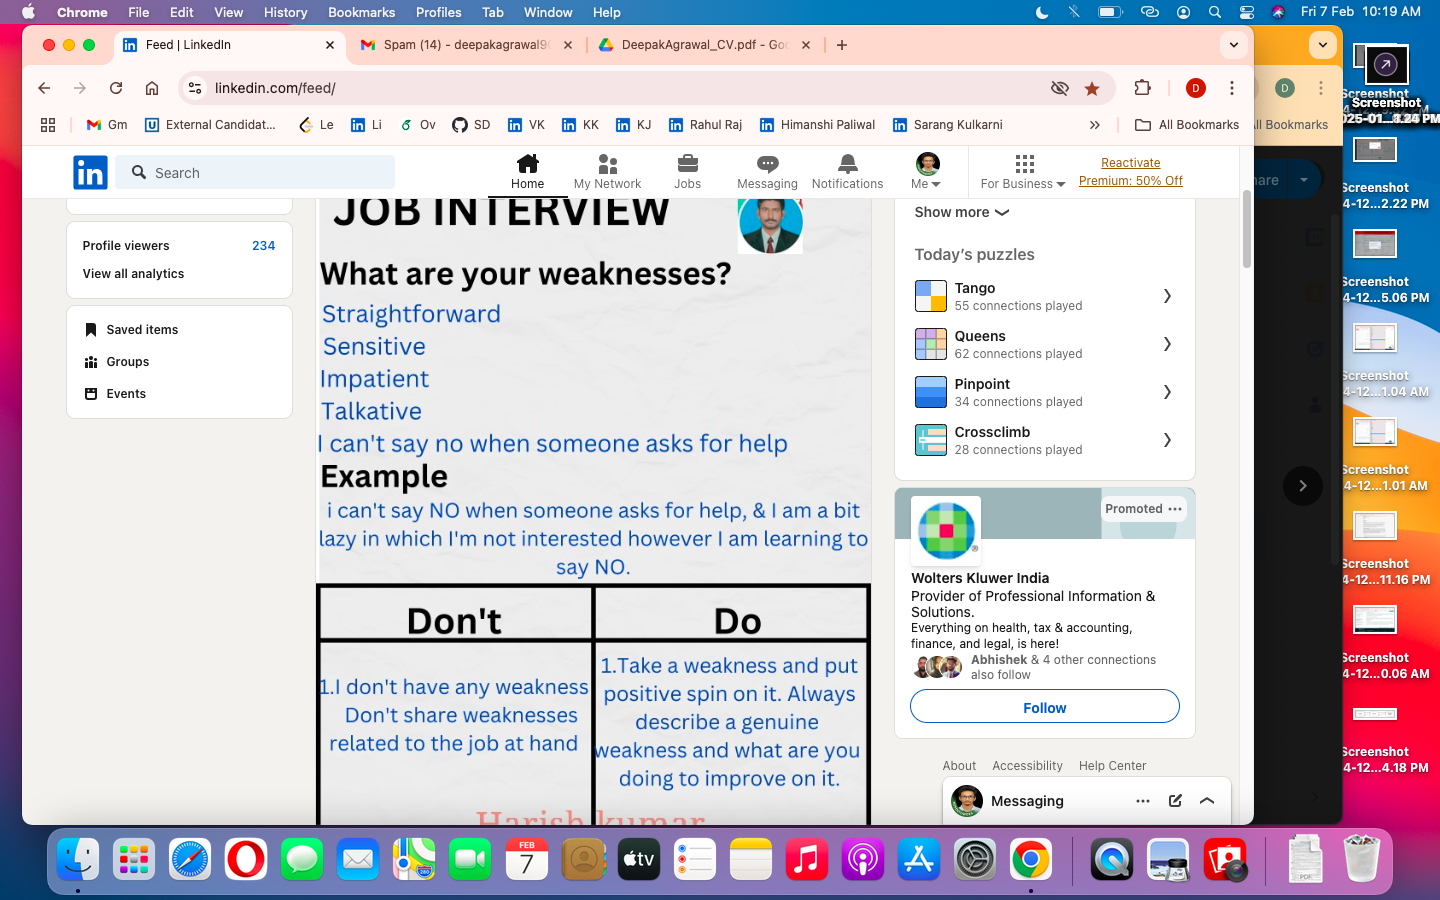 Chrome File Edit View History Bookmarks Profiles Tab Window Help Fri 7 Feb 10:19 AM
Feed | LinkedIn
Spam (14) - deepakagrawal90
DeepakAgrawal_CV.pdf - Goo
linkedin.com/feed/
D
D
Gm
External Candidat...
Le
Li
Ov
SD
VK
KK
KJ
Rahul Raj
Himanshi Paliwal
Sarang Kulkarni
All Bookmarks
All Bookmarks
Search
Home
My Network
Jobs
Messaging
Notifications
Me
For Business
Reactivate
Premium: 50% Off
Profile viewers 234
View all analytics
Saved items
Groups
Events
JOB INTERVIEW
What are your weaknesses?
Straightforward
Sensitive
Impatient
Talkative
I can't say no when someone asks for help
Example
i can't say NO when someone asks for help, & I am a bit
lazy in which I'm not interested however I am learning to
say NO.
Don't
1.I don't have any weakness
Don't share weaknesses
related to the job at hand
Do
1.Take a weakness and put
positive spin on it. Always
describe a genuine
weakness and what are you
doing to improve on it.
Harish kumar
Show more
Today's puzzles
Tango
55 connections played
Queens
62 connections played
Pinpoint
34 connections played
Crossclimb
28 connections played
Promoted
Wolters Kluwer India
Provider of Professional Information &
Solutions.
Everything on health, tax & accounting,
finance, and legal, is here!
Abhishek & 4 other connections
also follow
Follow
About Accessibility Help Center
Messaging
hare
Screenshot
Screenshot
Screenshot
4-12...2.22 PM
Screenshot
4-12...5.06 PM
Screenshot
4-12...1.04 AM
Screenshot
4-12...1.01 AM
Screenshot
4-12...11.16 PM
Screenshot
4-12...0.06 AM
Screenshot
4-12...4.18 PM
FEB
7
tv
280
PDF